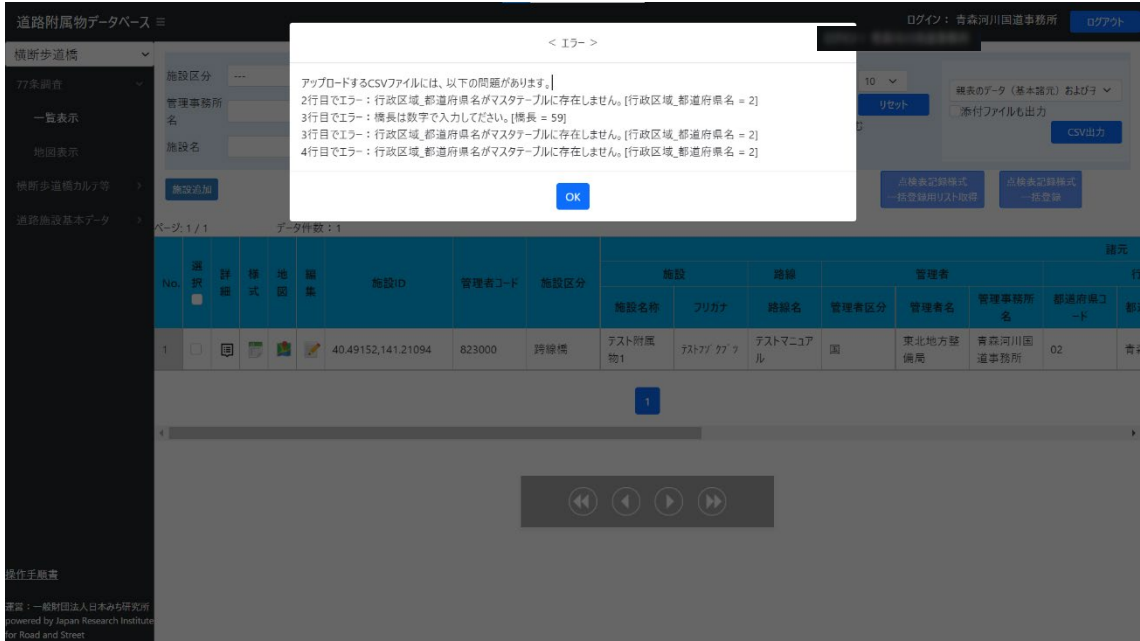 道路附属物データベース
ログイン： 青森河川国道事務所
ログアウト
横断歩道橋
77条調査
一覧表示
地図表示
横断歩道橋カルテ等
道路施設基本データ
施設区分
---
管理事務所名
施設名
施設追加
< エラー >
アップロードするCSVファイルには、以下の問題があります。
2行目でエラー：行政区域_都道府県名がマスタテーブルに存在しません。[行政区域_都道府県名 = 2]
3行目でエラー：橋長は数字で入力してださい。[橋長 = 59]
3行目でエラー：行政区域_都道府県名がマスタテーブルに存在しません。[行政区域_都道府県名 = 2]
4行目でエラー：行政区域_都道府県名がマスタテーブルに存在しません。[行政区域_都道府県名 = 2]
OK
10
リセット
親表のデータ（基本諸元）および子
添付ファイルも出力
CSV出力
点検表記録様式
一括登録用リスト取得
点検表記録様式
一括登録
ページ: 1 / 1
データ件数：1
諸元
施設
路線
管理者
No.
選択
詳細
様式
地図
編集
施設ID
管理者コード
施設区分
施設名称
フリガナ
路線名
管理者区分
管理者名
管理事務所名
都道府県コード
1
40.49152,141.21094
823000
跨線橋
テスト附属物1
ﾃｽﾄﾌｿﾞｸﾌﾞﾂ
テストマニュアル
国
東北地方整備局
青森河川国道事務所
02
1
操作手順書
運営：一般財団法人日本みち研究所
powered by Japan Research Institute
for Road and Street